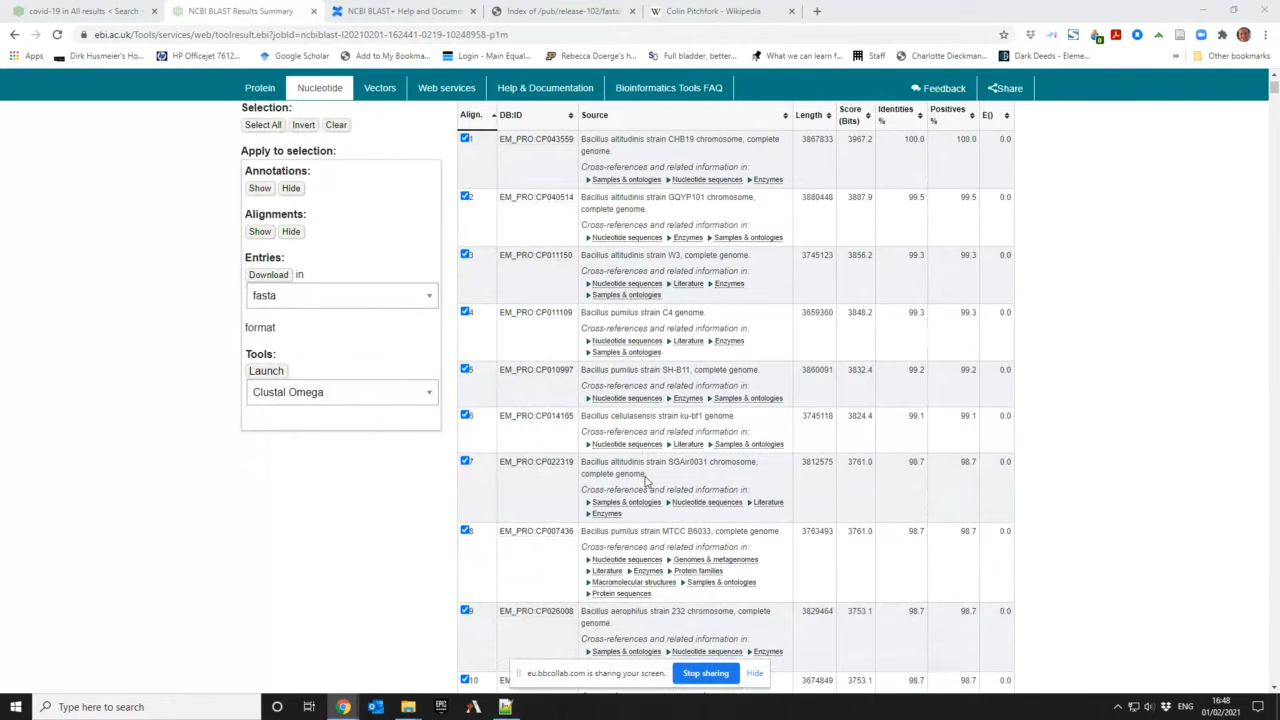 covid-19 in All results < Search
NCBI BLAST Results Summary
NCBI BLAST+ Help and Docume
Index of /pub/release-102/fasta
Colin Pitchfork - Wikipedia
ebi.ac.uk/Tools/services/web/toolresult.ebi?jobId=ncbiblast-I20210201-162441-0219-10248958-p1m
Apps
Dirk Husmeier's Ho...
HP Officejet 7612...
Google Scholar
Add to My Bookma...
Login - Main Equal...
Rebecca Doerge's h...
Full bladder, better...
What we can learn f...
Staff
Charlotte Dieckman...
Dark Deeds - Eleme...
»
Other bookmarks
Protein
Nucleotide
Vectors
Web services
Help & Documentation
Bioinformatics Tools FAQ
Feedback
Share
Selection:
Select All Invert Clear
Apply to selection:
Annotations:
Show Hide
Alignments:
Show Hide
Entries:
Download in
fasta
format
Tools:
Launch
Clustal Omega
Align. DB:ID Source Length Score (Bits) Identities % Positives % E()
1 EM_PRO:CP043559 Bacillus altitudinis strain CHB19 chromosome, complete 3867833 3967.2 100.0 100.0 0.0
genome.
Cross-references and related information in:
Samples & ontologies Nucleotide sequences Enzymes
2 EM_PRO:CP040514 Bacillus altitudinis strain GQYP101 chromosome, 3880448 3887.9 99.5 99.5 0.0
complete genome.
Cross-references and related information in:
Nucleotide sequences Enzymes Samples & ontologies
3 EM_PRO:CP011150 Bacillus altitudinis strain W3, complete genome. 3745123 3856.2 99.3 99.3 0.0
Cross-references and related information in:
Nucleotide sequences Literature Enzymes
Samples & ontologies
4 EM_PRO:CP011109 Bacillus pumilus strain C4 genome. 3659360 3848.2 99.3 99.3 0.0
Cross-references and related information in:
Nucleotide sequences Literature Enzymes
Samples & ontologies
5 EM_PRO:CP010997 Bacillus pumilus strain SH-B11, complete genome. 3860091 3832.4 99.2 99.2 0.0
Cross-references and related information in:
Nucleotide sequences Enzymes Samples & ontologies
6 EM_PRO:CP014165 Bacillus cellulasensis strain ku-bf1 genome. 3745118 3824.4 99.1 99.1 0.0
Cross-references and related information in:
Nucleotide sequences Literature Samples & ontologies
7 EM_PRO:CP022319 Bacillus altitudinis strain SGAir0031 chromosome, 3812575 3761.0 98.7 98.7 0.0
complete genome.
Cross-references and related information in:
Samples & ontologies Nucleotide sequences Literature
Enzymes
8 EM_PRO:CP007436 Bacillus pumilus strain MTCC B6033, complete genome. 3763493 3761.0 98.7 98.7 0.0
Cross-references and related information in:
Nucleotide sequences Genomes & metagenomes
Literature Enzymes Protein families
Macromolecular structures Samples & ontologies
Protein sequences
9 EM_PRO:CP026008 Bacillus aerophilus strain 232 chromosome, complete 3829464 3753.1 98.7 98.7 0.0
genome.
Cross-references and related information in:
Samples & ontologies Nucleotide sequences Enzymes
10 3674849 3753.1 98.7 98.7 0.0
eu.bbcollab.com is sharing your screen.
Stop sharing
Hide
Type here to search
EPIC
ENG
16:48
01/02/2021